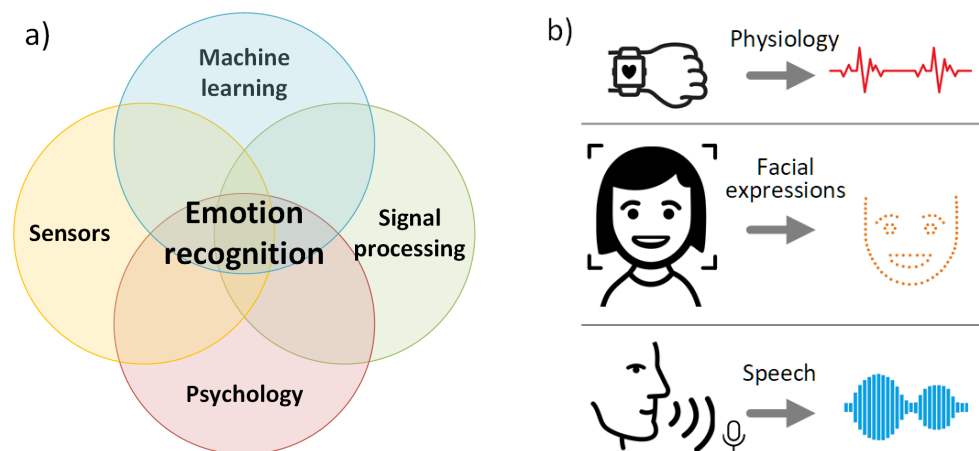 a)
Machine
learning
Sensors
Emotion
recognition
Signal
processing
Psychology
b)
Physiology
Facial
expressions
Speech